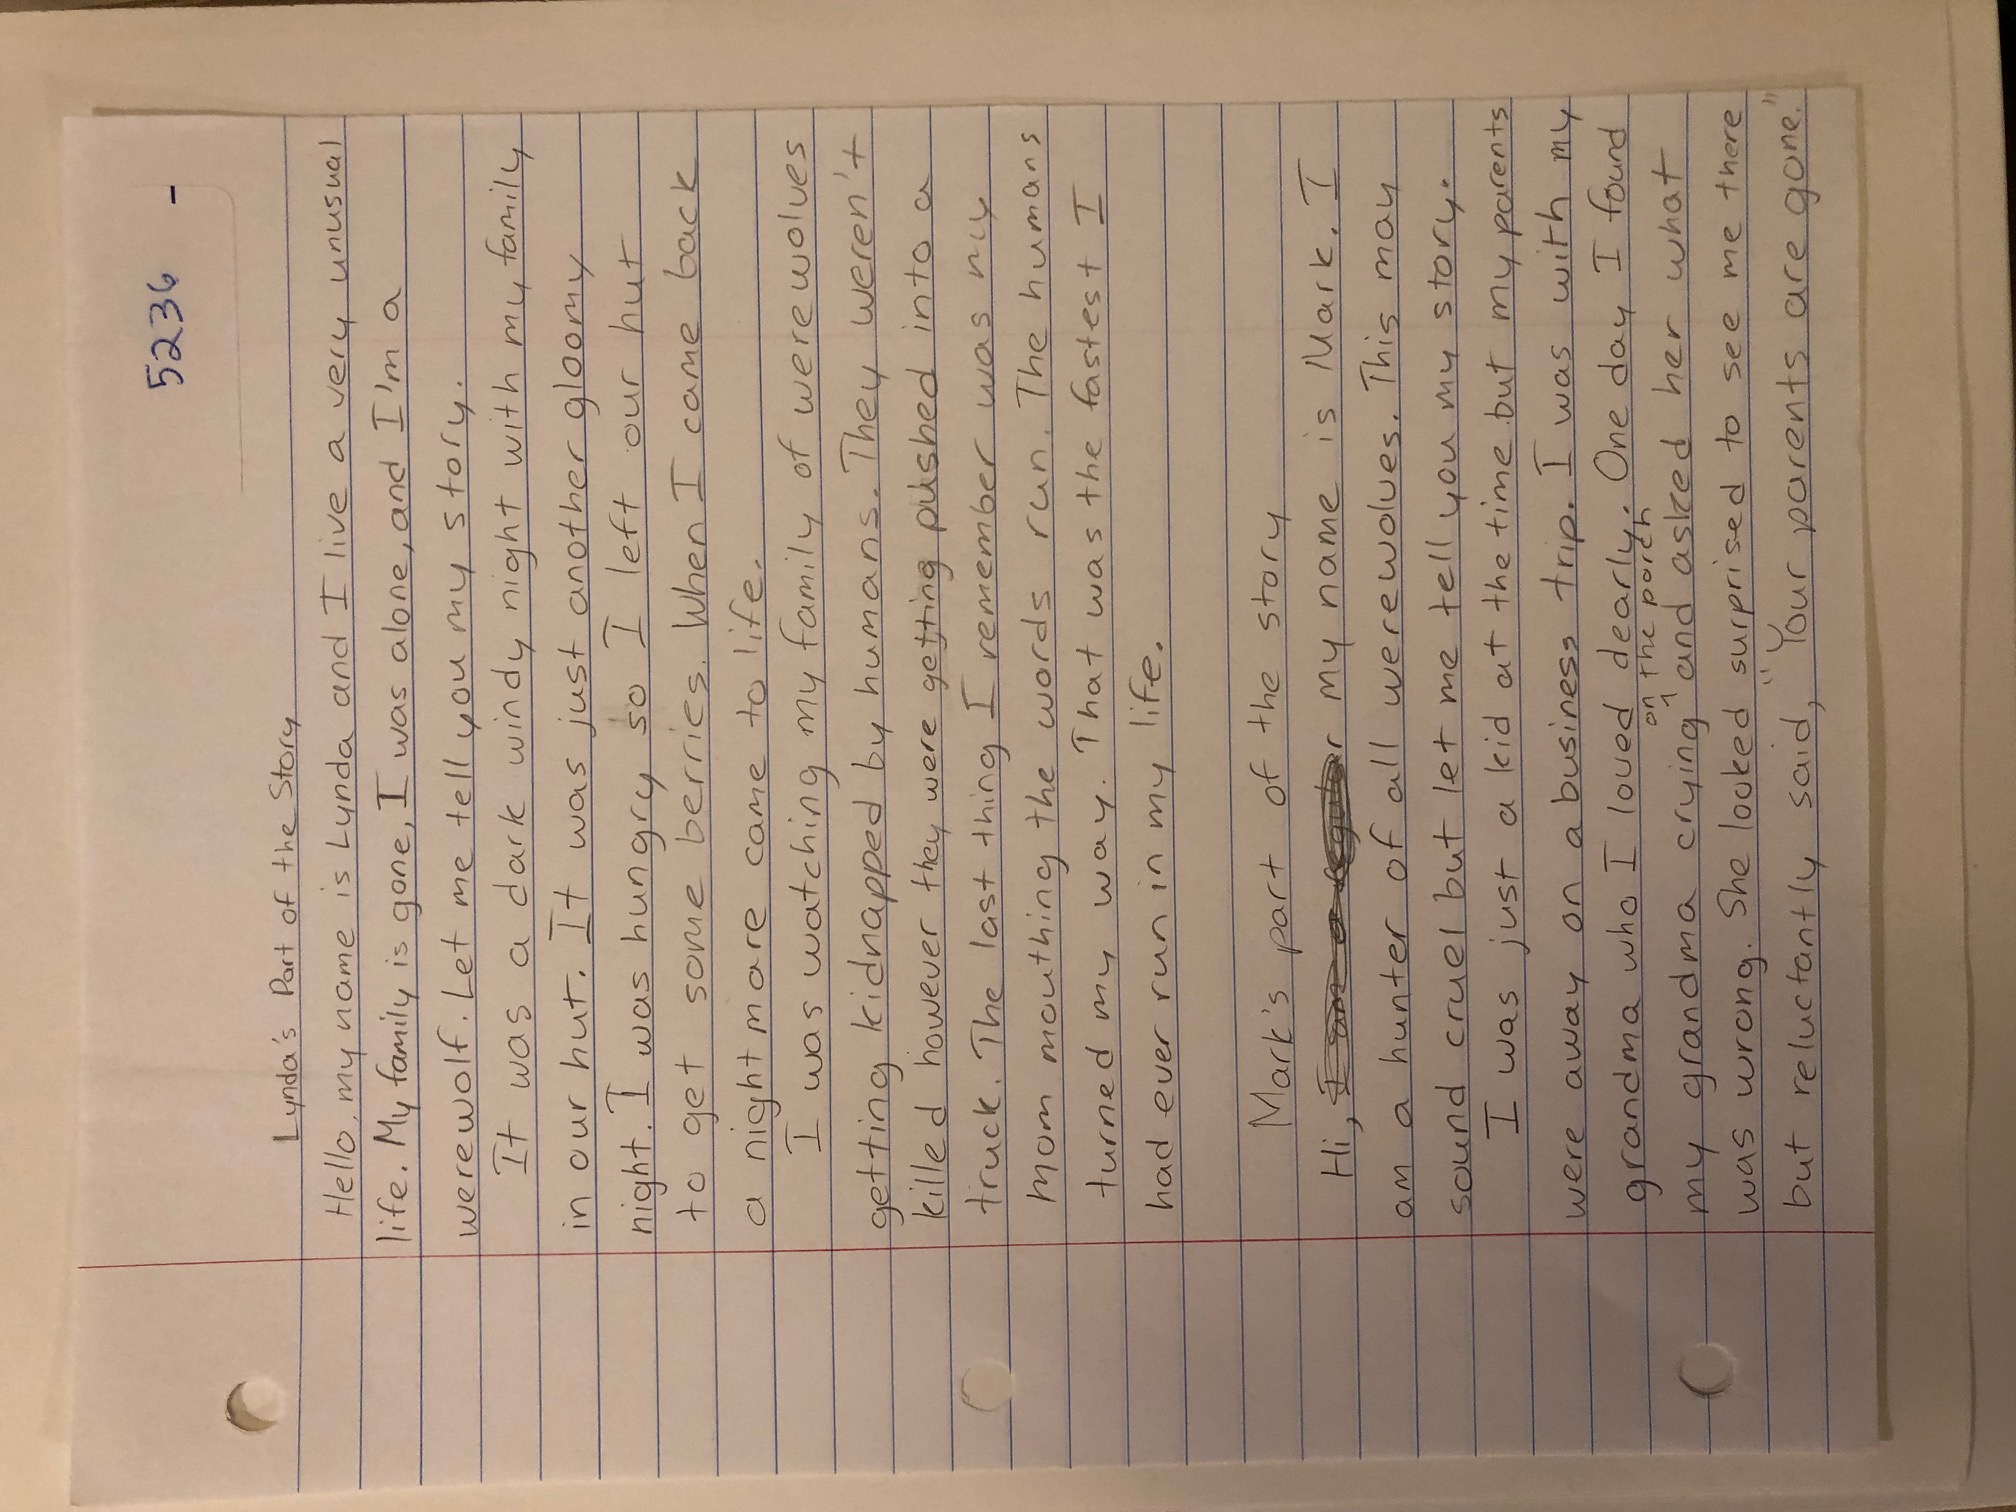 5236 -
Lynda's Part of the Story
Hello, my name is Lynda and I live a very unusual
life. My family is gone, I was alone, and I'm a
werewolf. Let me tell you my story.
It was a dark windy night with my family
in our hut. It was just another gloomy
night. I was hungry so I left our hut
to get some berries. When I came back
a nightmare came to life.
I was watching my family of werewolves
getting kidnapped by humans. They weren't
killed however they were getting pushed into a
truck. The last thing I remember was my
mom mouthing the words run. The humans
turned my way. That was the fastest I
had ever run in my life.
Mark's part of the story
Hi, I am a regular my name is Mark. I
am a hunter of all werewolves. This may
sound cruel but let me tell you my story.
I was just a kid at the time but my parents
were away on a business trip. I was with my
grandma who I loved dearly. One day I found
on the porch
my grandma crying ^ and asked her what
was wrong. She looked surprised to see me there
but reluctantly said, "Your parents are gone."